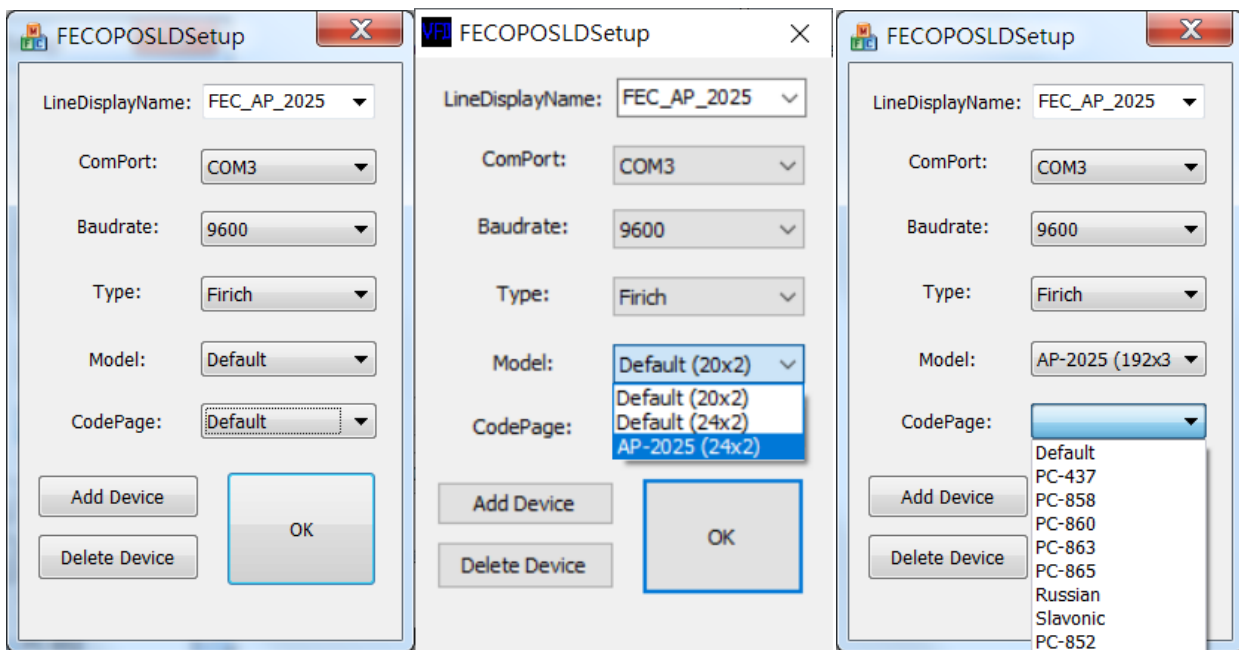 FECOPOSLDSetup
LineDisplayName: FEC_AP_2025
ComPort: COM3
Baudrate: 9600
Type: Firich
Model: Default
CodePage: Default
Add Device
OK
Delete Device
VFD FECOPOSLDSetup
LineDisplayName: FEC_AP_2025
ComPort: COM3
Baudrate: 9600
Type: Firich
Model: Default (20x2)
Default (20x2)
Default (24x2)
CodePage: AP-2025 (24x2)
Add Device
OK
Delete Device
FECOPOSLDSetup
LineDisplayName: FEC_AP_2025
ComPort: COM3
Baudrate: 9600
Type: Firich
Model: AP-2025 (192x3
CodePage:
Default
PC-437
Add Device PC-858
PC-860
PC-863
Delete Device PC-865
Russian
Slavonic
PC-852